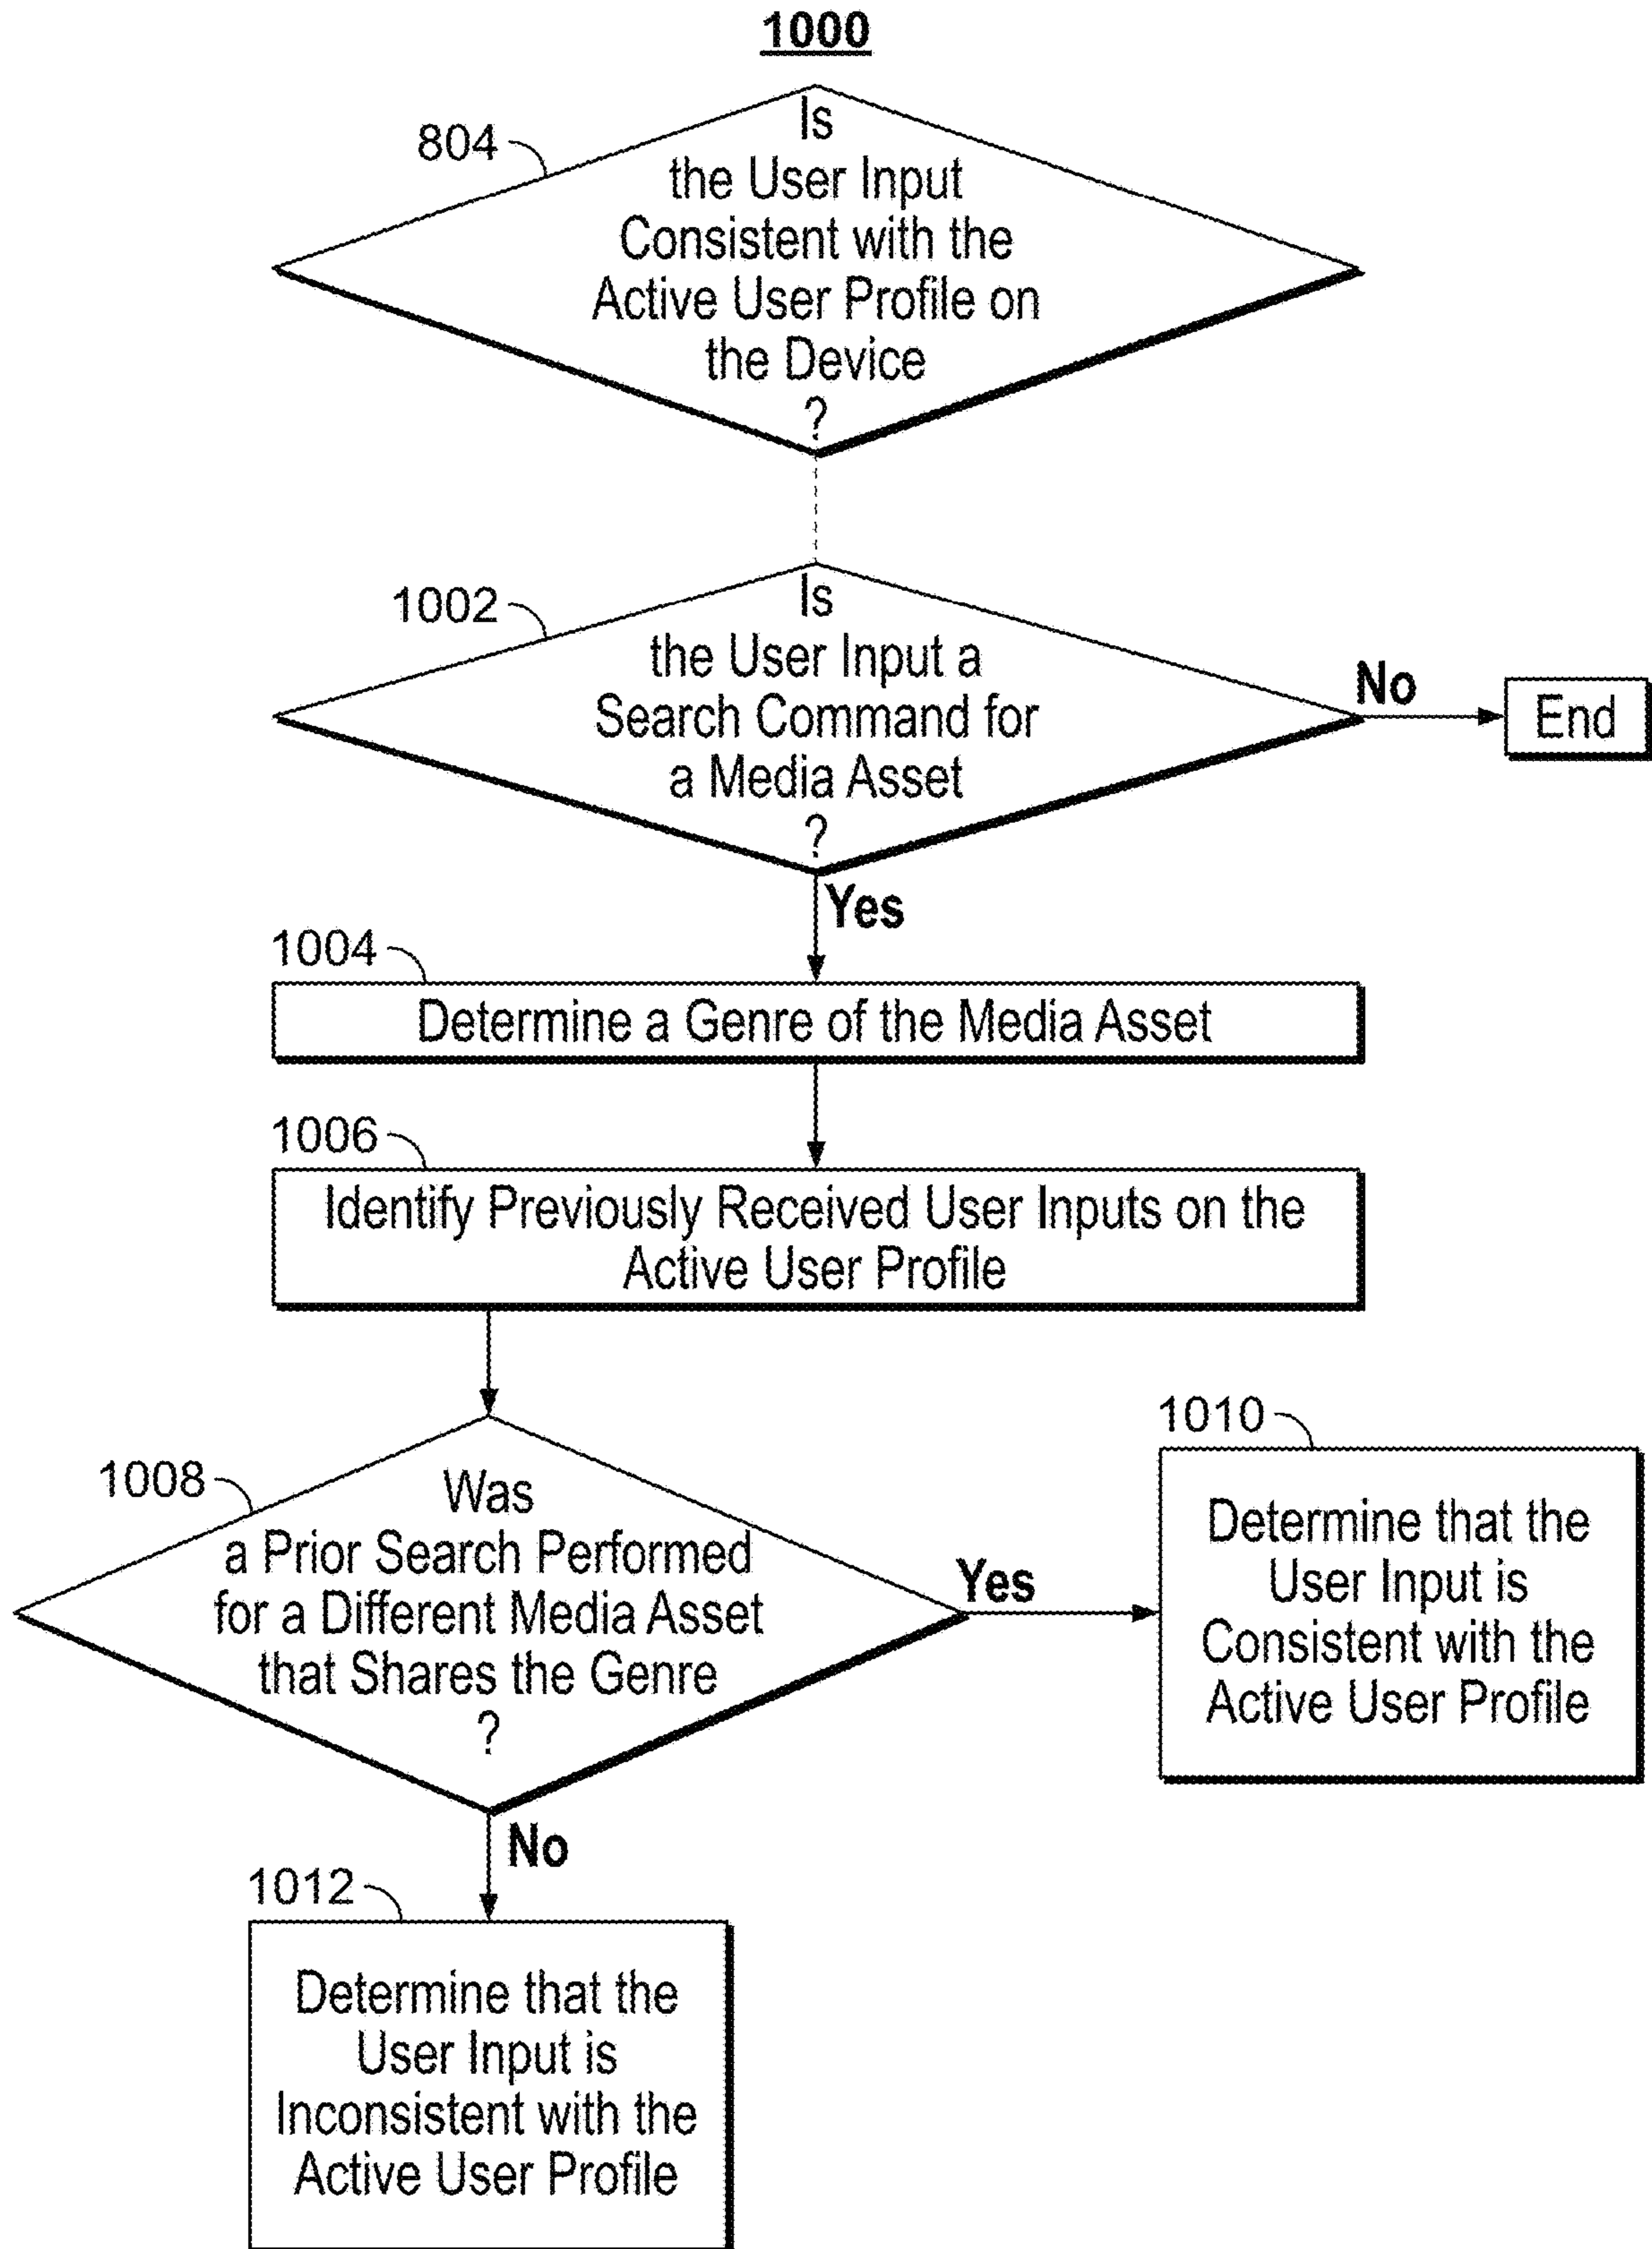 1000
804
Is
the User Input
Consistent with the
Active User Profile on
the Device
?
1002
Is
the User Input a
Search Command for
a Media Asset
?
No
End
Yes
1004
Determine a Genre of the Media Asset
1006
Identify Previously Received User Inputs on the
Active User Profile
1008
Was
a Prior Search Performed
for a Different Media Asset
that Shares the Genre
?
Yes
1010
Determine that the
User Input is
Consistent with the
Active User Profile
No
1012
Determine that the
User Input is
Inconsistent with the
Active User Profile